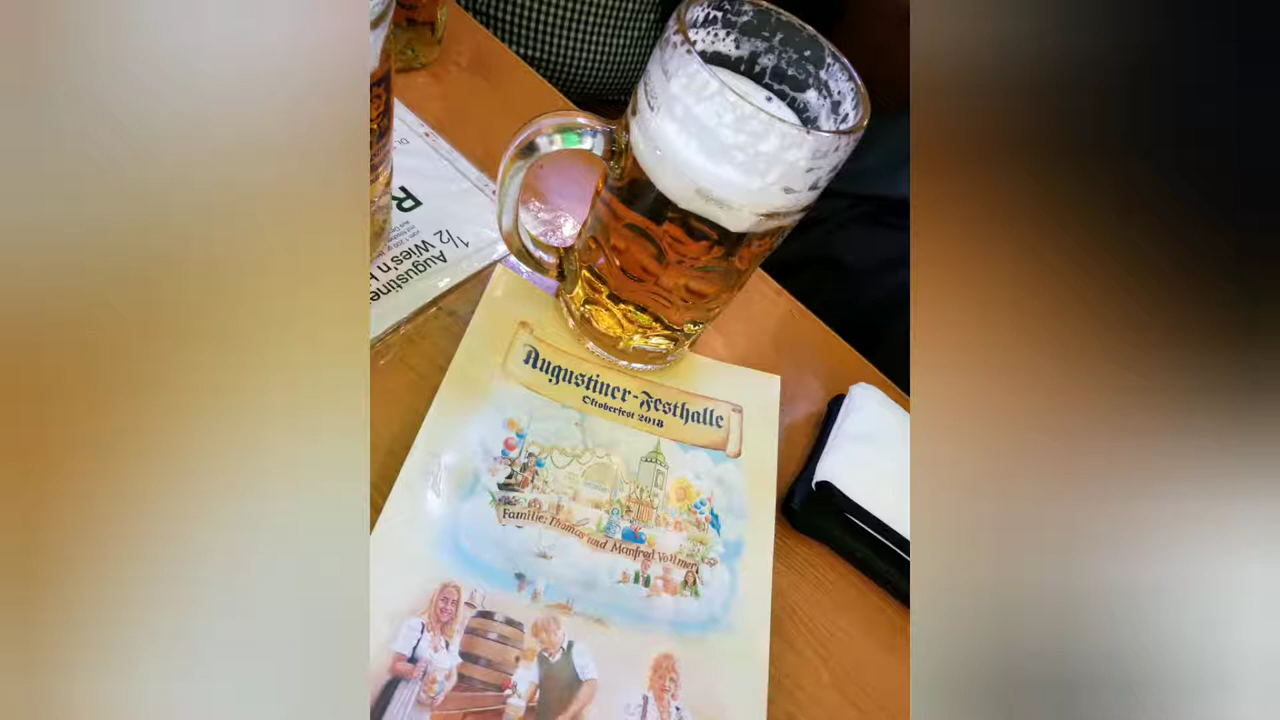 Augustiner-Festhalle
Oktoberfest 2018
Familie: Thomas und Manfred Vollmer
R
1/2 Wies'n
Augustine